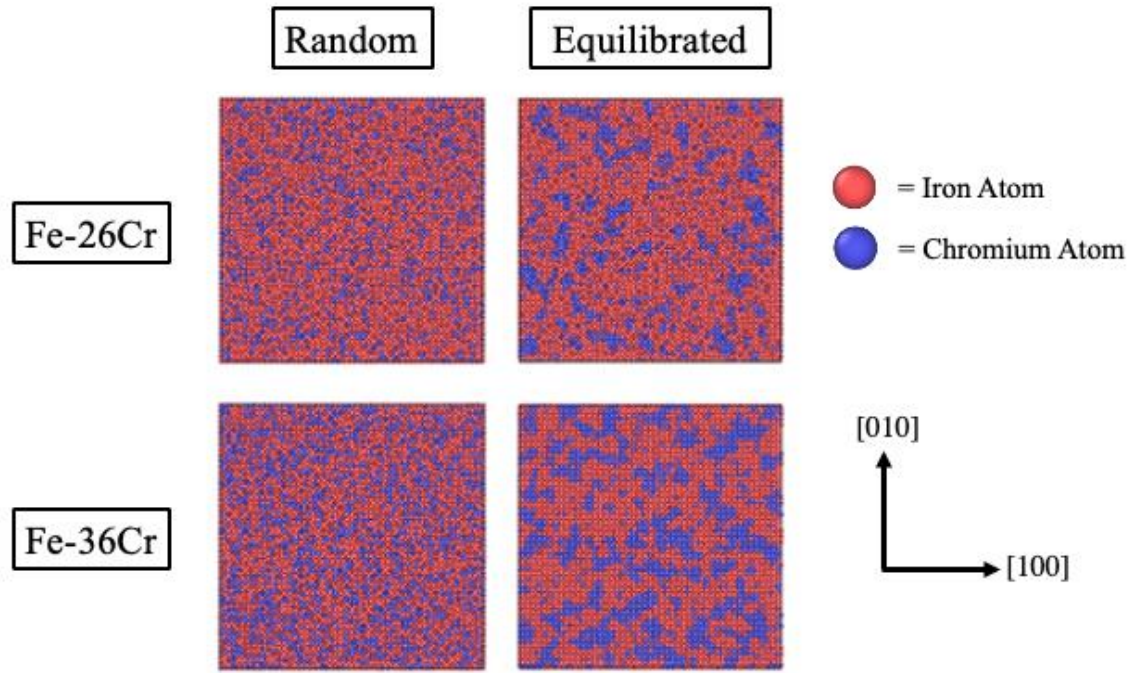 Random
Equilibrated
Fe-26Cr
= Iron Atom
= Chromium Atom
Fe-36Cr
[010]
[100]